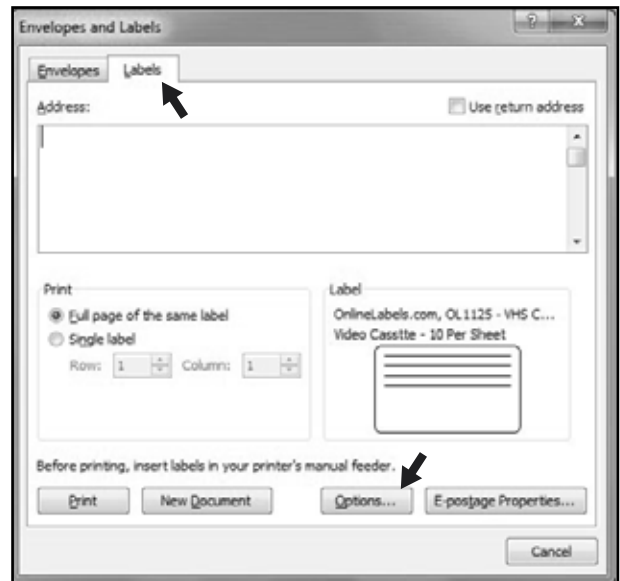 Envelopes and Labels
Envelopes Labels
Address: Use return address
Print
Full page of the same label
Single label
Row: 1 Column: 1
Label
OnlineLabels.com, OL1125 - VHS C...
Video Casstte - 10 Per Sheet
Before printing, insert labels in your printer's manual feeder.
Print New Document Options... E-postage Properties...
Cancel